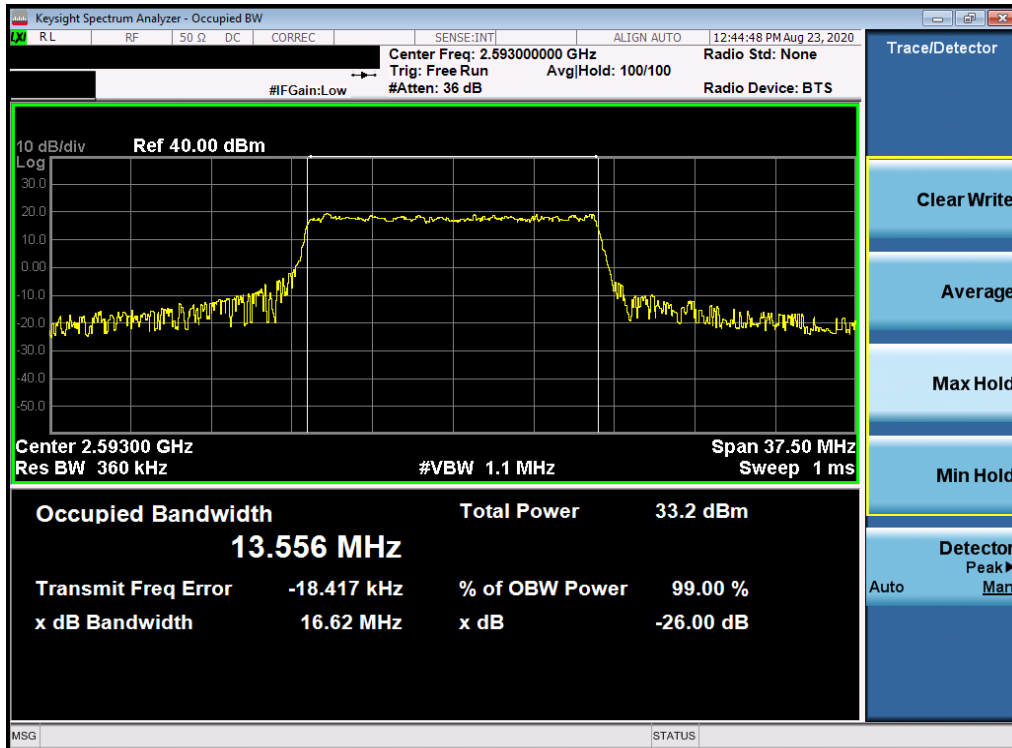 Keysight Spectrum Analyzer - Occupied BW
LXI RL RF 50 Ω DC CORREC SENSE:INT ALIGN AUTO 12:44:48 PM Aug 23, 2020
Center Freq: 2.593000000 GHz Radio Std: None
Trig: Free Run Avg|Hold: 100/100
#IFGain:Low #Atten: 36 dB Radio Device: BTS
Trace/Detector
10 dB/div Ref 40.00 dBm
Log
30.0
20.0
10.0
0.00
-10.0
-20.0
-30.0
-40.0
-50.0
Center 2.59300 GHz Span 37.50 MHz
Res BW 360 kHz #VBW 1.1 MHz Sweep 1 ms
Occupied Bandwidth Total Power 33.2 dBm
13.556 MHz
Transmit Freq Error -18.417 kHz % of OBW Power 99.00 %
x dB Bandwidth 16.62 MHz x dB -26.00 dB
Clear Write
Average
Max Hold
Min Hold
Detector
Peak
Auto Man
MSG STATUS